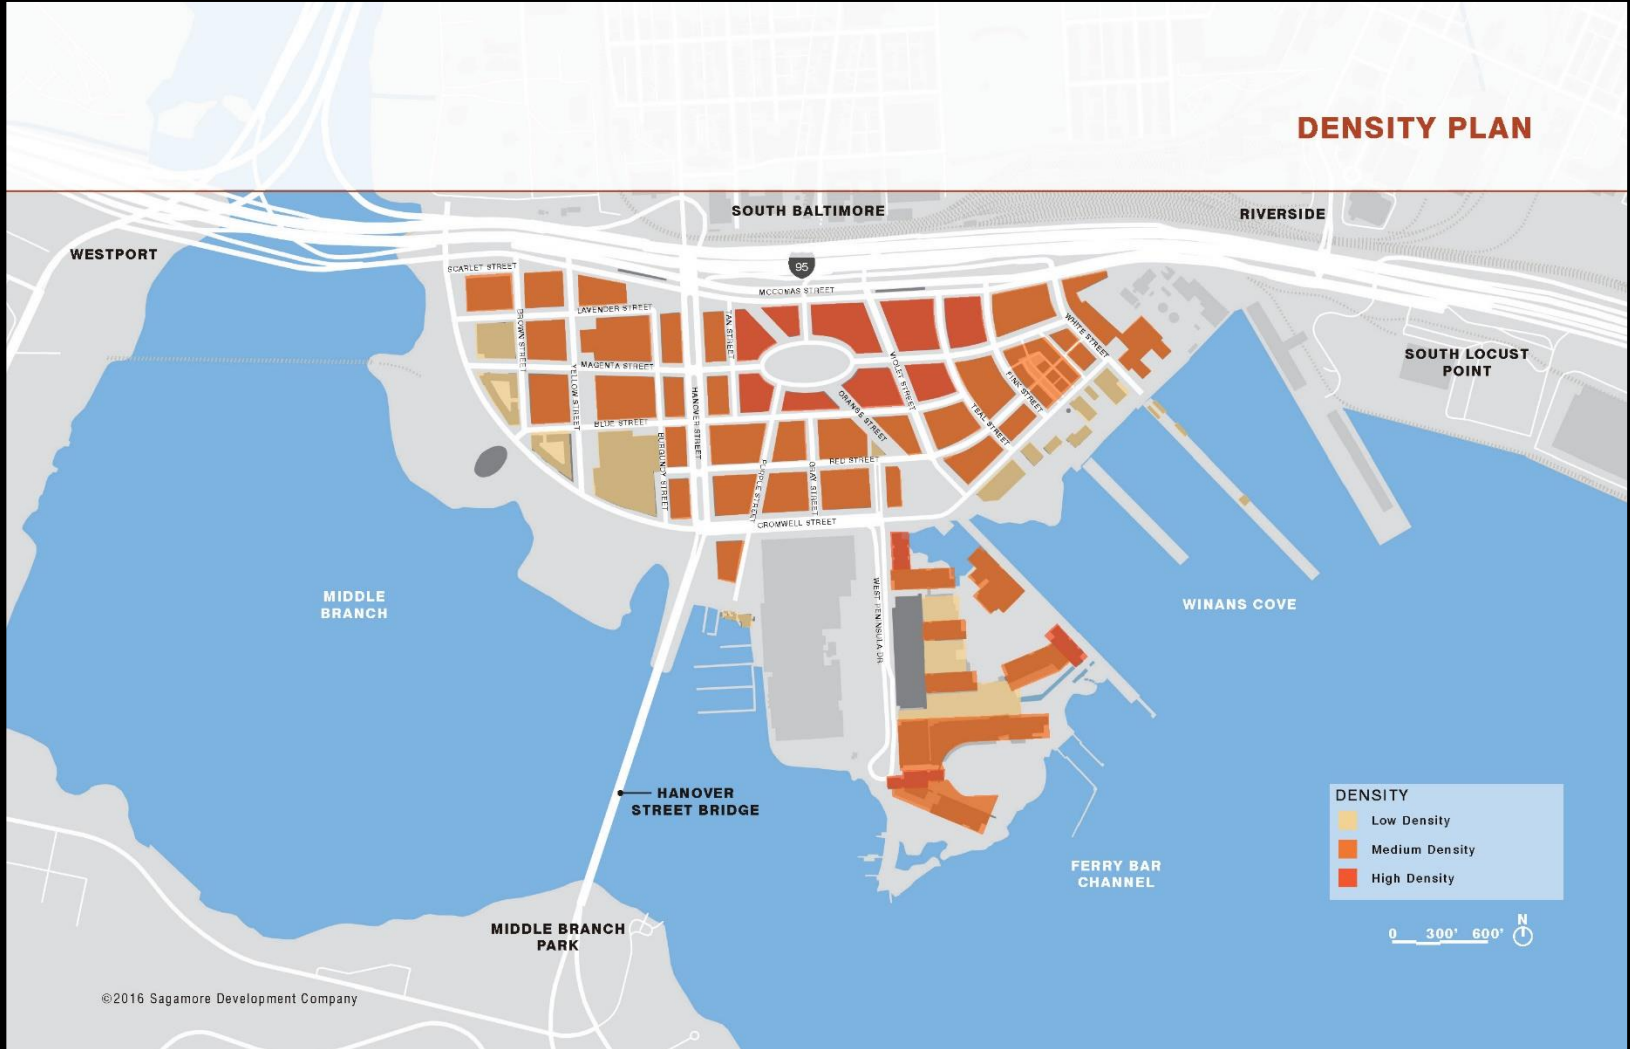 DENSITY PLAN
SOUTH BALTIMORE
RIVERSIDE
WESTPORT
SCARLET STREET
95
MCCOMAS STREET
LAVENDER STREET
BROWN STREET
TAN STREET
WHITE STREET
SOUTH LOCUST
POINT
MAGENTA STREET
YELLOW STREET
VIOLET STREET
PINK STREET
HANOVER STREET
ORANGE STREET
TEAL STREET
BLUE STREET
BURGUNDY STREET
RED STREET
PURPLE STREET
GRAY STREET
CROMWELL STREET
WEST PENINSULA DR
MIDDLE
BRANCH
WINANS COVE
HANOVER
STREET BRIDGE
DENSITY
Low Density
Medium Density
High Density
FERRY BAR
CHANNEL
MIDDLE BRANCH
PARK
N
0 300' 600'
©2016 Sagamore Development Company